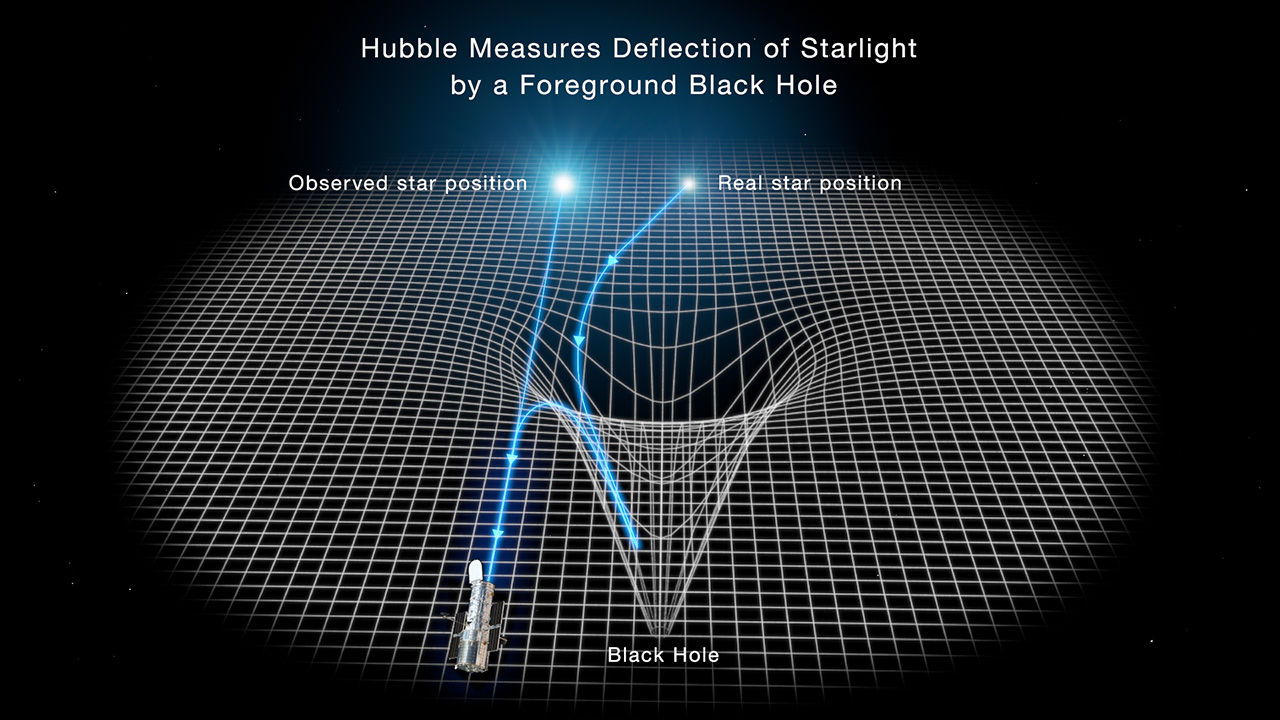 Hubble Measures Deflection of Starlight
by a Foreground Black Hole
Observed star position
Real star position
Black Hole